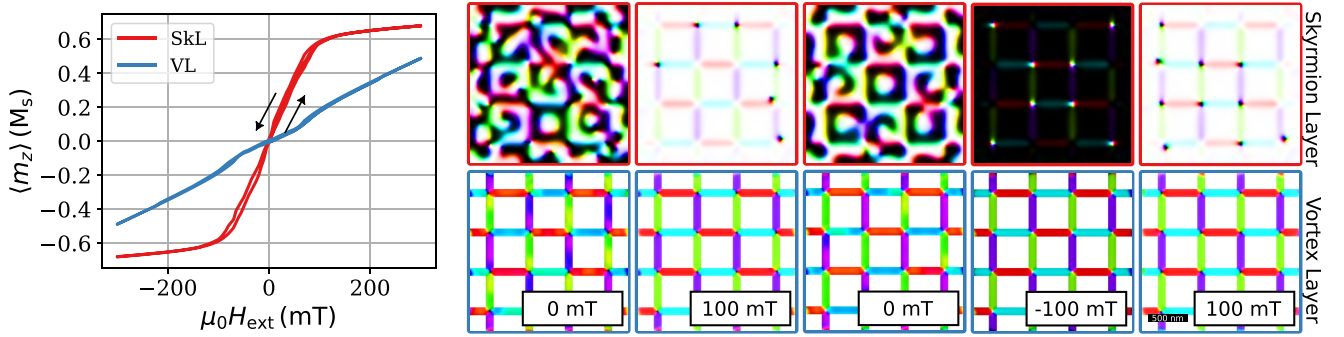 SkL
VL
0.6
0.4
0.2
0.0
−0.2
−0.4
−0.6
⟨m_z⟩ (M_s)
−200
0
200
μ₀H_ext (mT)
Skyrmion Layer
Vortex Layer
0 mT
100 mT
0 mT
-100 mT
500 nm
100 mT